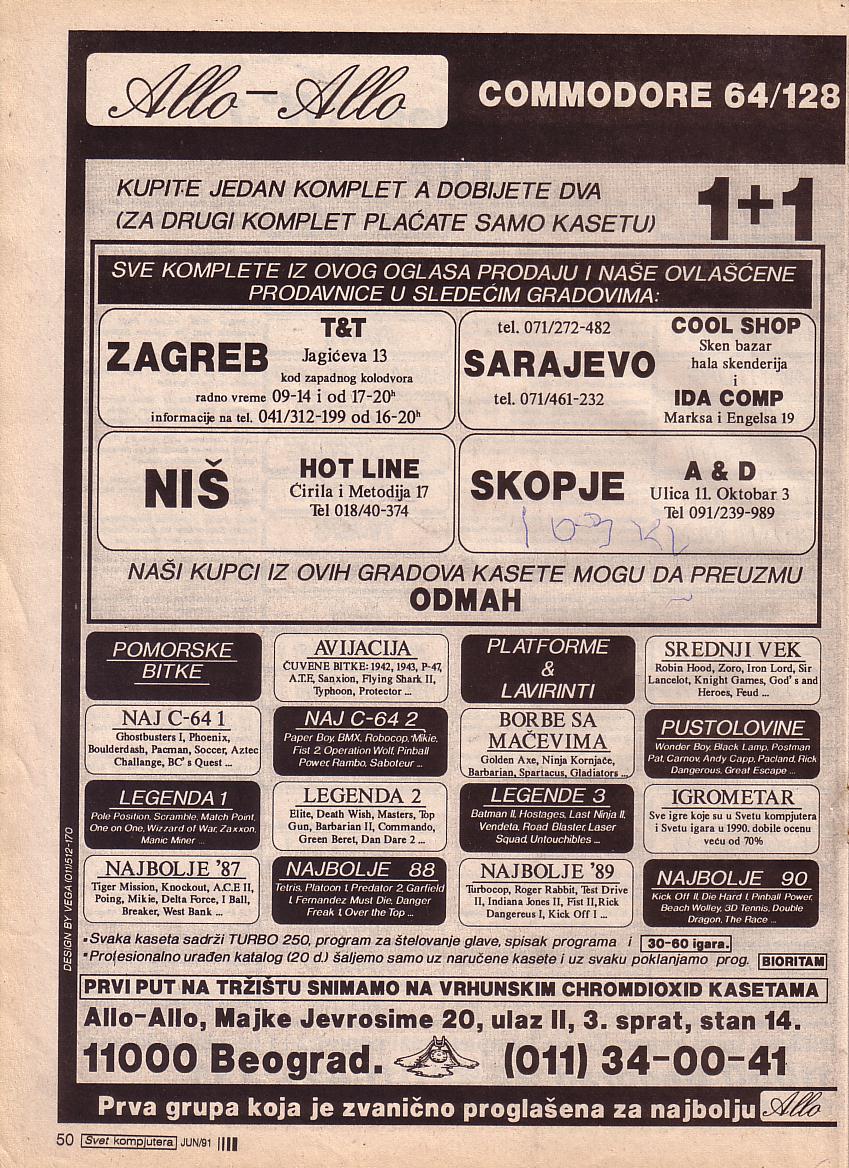 Allo-Allo
COMMODORE 64/128
KUPITE JEDAN KOMPLET A DOBIJETE DVA
(ZA DRUGI KOMPLET PLAĆATE SAMO KASETU)
1+1
SVE KOMPLETE IZ OVOG OGLASA PRODAJU I NAŠE OVLAŠĆENE
PRODAVNICE U SLEDEĆIM GRADOVIMA:
ZAGREB
T&T
Jagićeva 13
kod zapadnog kolodvora
radno vreme 09-14 i od 17-20h
informacije na tel. 041/312-199 od 16-20h
tel. 071/272-482
SARAJEVO
tel. 071/461-232
COOL SHOP
Sken bazar
hala skenderija
i
IDA COMP
Marksa i Engelsa 19
NIŠ
HOT LINE
Ćirila i Metodija 17
Tel 018/40-374
SKOPJE
A & D
Ulica 11. Oktobar 3
Tel 091/239-989
NAŠI KUPCI IZ OVIH GRADOVA KASETE MOGU DA PREUZMU
ODMAH
POMORSKE
BITKE
AVIJACIJA
ČUVENE BITKE: 1942, 1943, P-47,
A.T.F., Sanxion, Flying Shark II,
Typhoon, Protector ...
PLATFORME
&
LAVIRINTI
SREDNJI VEK
Robin Hood, Zoro, Iron Lord, Sir
Lancelot, Knight Games, God's and
Heroes, Feud ...
NAJ C-64 1
Ghostbusters I, Phoenix,
Boulderdash, Pacman, Soccer, Aztec
Challange, BC's Quest ...
NAJ C-64 2
Paper Boy, BMX, Robocop, Mikie,
Fist 2, Operation Wolf, Pinball
Power, Rambo, Saboteur ...
BORBE SA
MAČEVIMA
Golden Axe, Ninja Kornjače,
Barbarian, Spartacus, Gladiators ...
PUSTOLOVINE
Wonder Boy, Black Lamp, Postman
Pat, Carnov, Andy Capp, Pacland, Rick
Dangerous, Great Escape ...
LEGENDA 1
Pole Position, Scramble, Match Point,
One on One, Wizzard of War, Zaxxon,
Manic Miner ...
LEGENDA 2
Elite, Death Wish, Masters, Top
Gun, Barbarian II, Commando,
Green Beret, Dan Dare 2 ...
LEGENDE 3
Batman II, Hostages, Last Ninja II,
Vendeta, Road Blaster, Laser
Squad, Untouchibles ...
IGROMETAR
Sve igre koje su u Svetu kompjutera
i Svetu igara u 1990. dobile ocenu
veću od 70%
NAJBOLJE '87
Tiger Mission, Knockout, A.C.E II,
Poing, Mikie, Delta Force, I Ball,
Breaker, West Bank ...
NAJBOLJE 88
Tetris, Platoon I, Predator 2, Garfield
I, Fernandez Must Die, Danger
Freak I, Over the Top ...
NAJBOLJE '89
Turbocop, Roger Rabbit, Test Drive
II, Indiana Jones II, Fist II, Rick
Dangereus I, Kick Off I ...
NAJBOLJE 90
Kick Off II, Die Hard I, Pinball Power,
Beach Wolley, 3D Tennis, Double
Dragon, The Race ...
DESIGN BY VEGA (011)/512-170
▪Svaka kaseta sadrži TURBO 250, program za štelovanje glave, spisak programa i 30-60 igara.
▪Profesionalno urađen katalog (20 d.) šaljemo samo uz naručene kasete i uz svaku poklanjamo prog. BIORITAM
PRVI PUT NA TRŽIŠTU SNIMAMO NA VRHUNSKIM CHROMDIOXID KASETAMA
Allo-Allo, Majke Jevrosime 20, ulaz II, 3. sprat, stan 14.
11000 Beograd. (011) 34-00-41
Prva grupa koja je zvanično proglašena za najbolju Allo
50 Svet kompjutera JUN/91